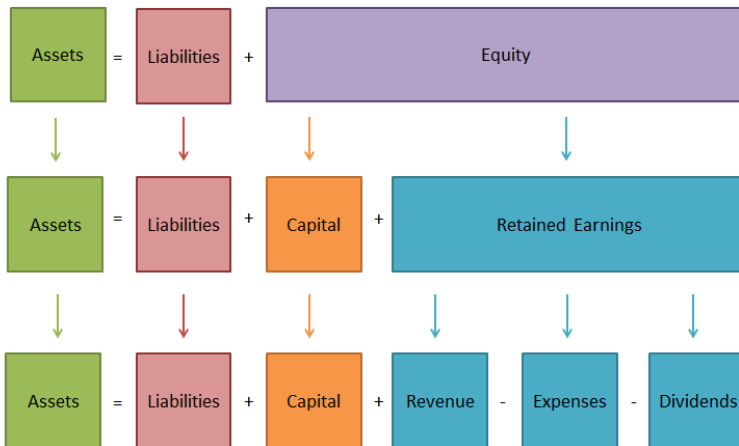 Assets = Liabilities + Equity
Assets = Liabilities + Capital + Retained Earnings
Assets = Liabilities + Capital + Revenue - Expenses - Dividends